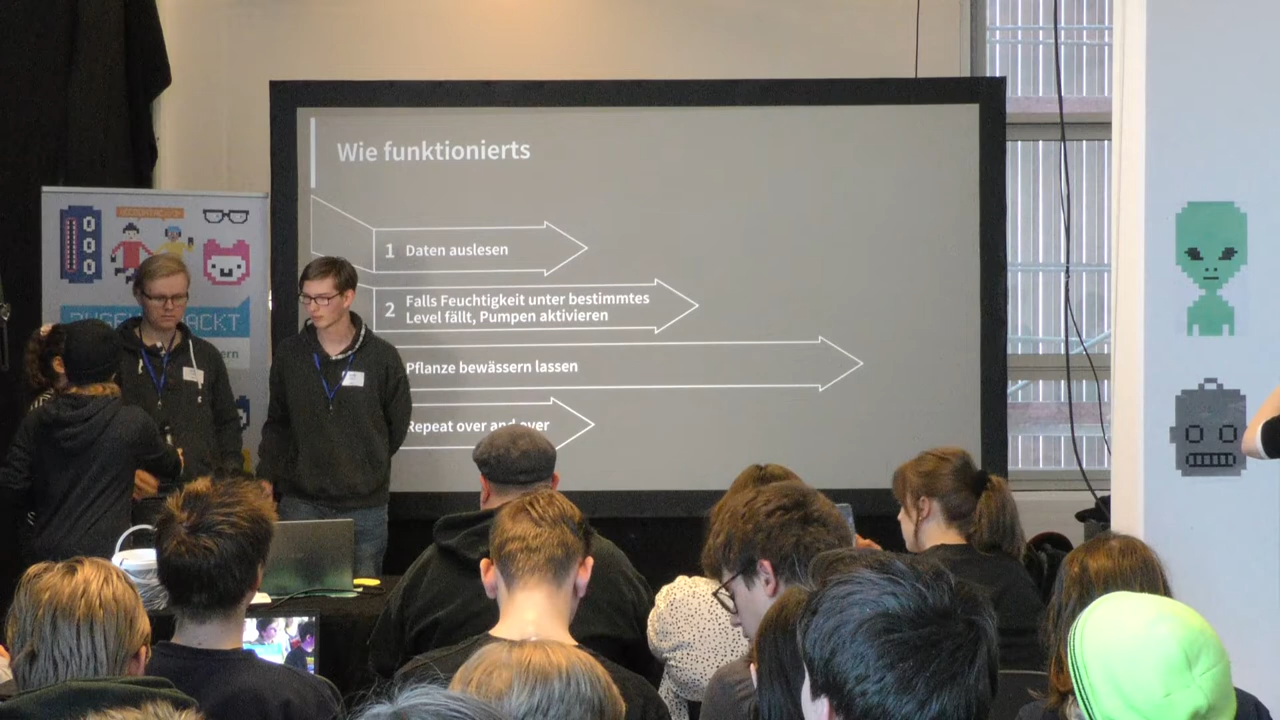 Wie funktionierts
1 Daten auslesen
2 Falls Feuchtigkeit unter bestimmtes
Level fällt, Pumpen aktivieren
Pflanze bewässern lassen
Repeat over and over